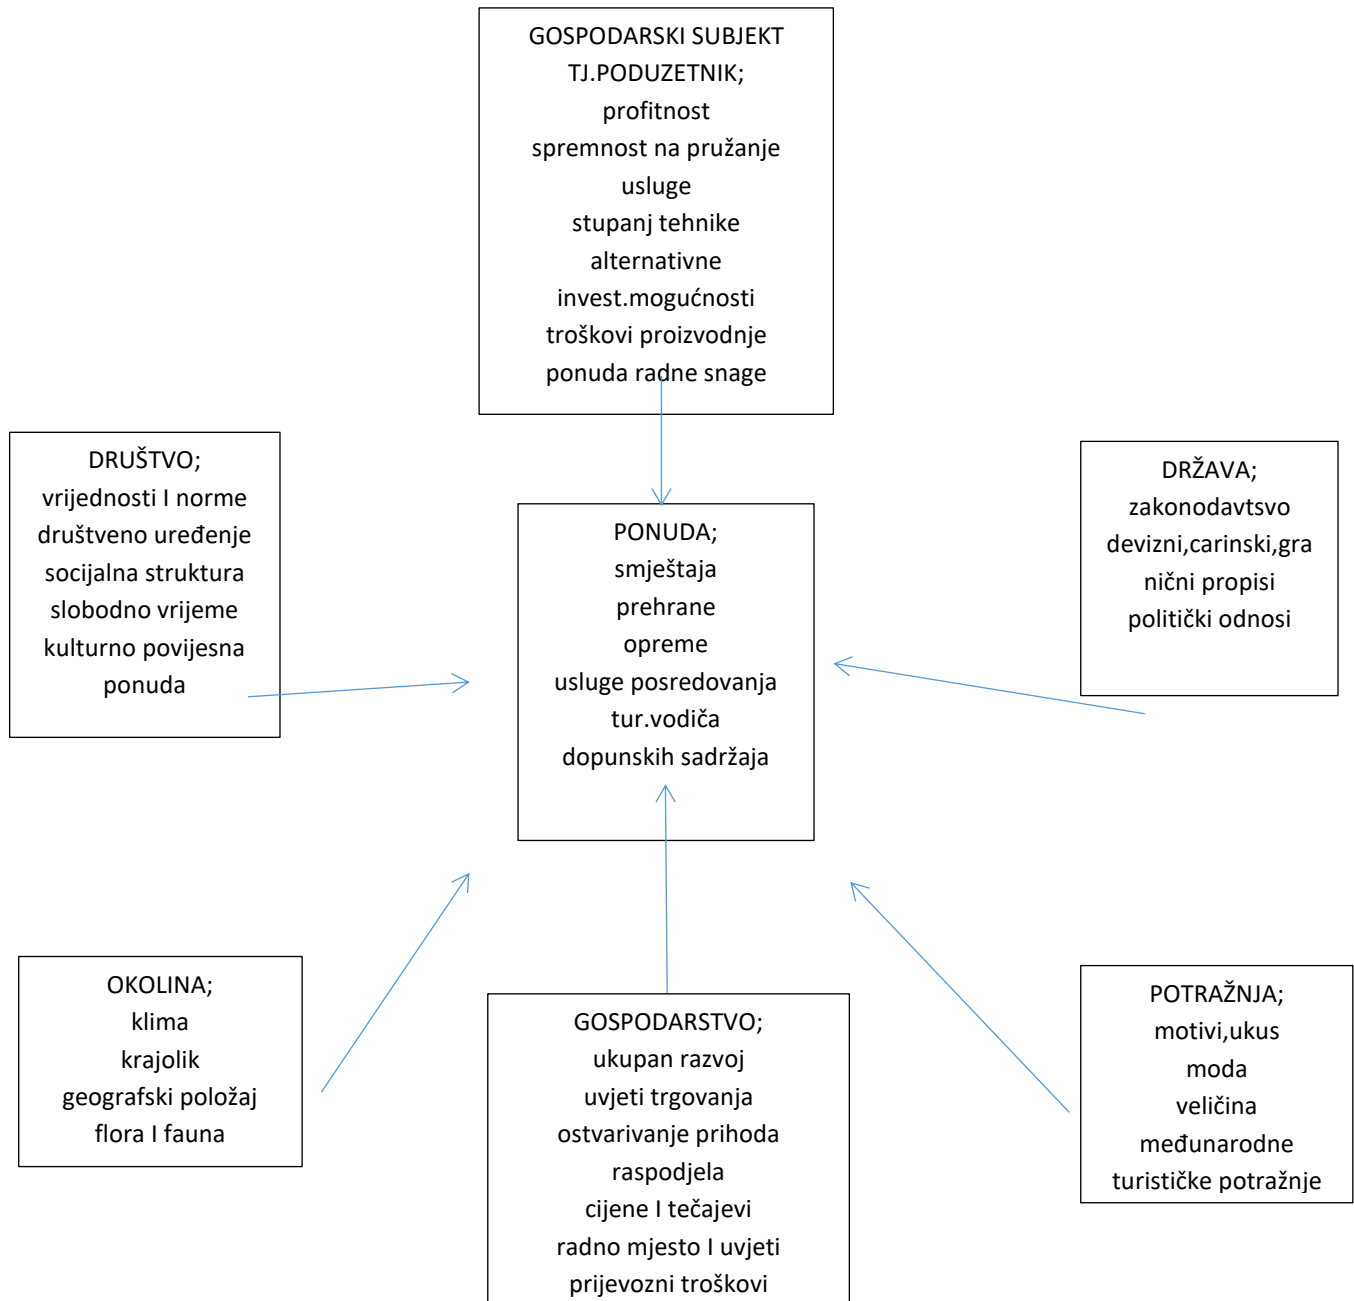 GOSPODARSKI SUBJEKT
TJ.PODUZETNIK;
profitnost
spremnost na pružanje
usluge
stupanj tehnike
alternativne
invest.mogućnosti
troškovi proizvodnje
ponuda radne snage
DRUŠTVO;
vrijednosti I norme
društveno uređenje
socijalna struktura
slobodno vrijeme
kulturno povijesna
ponuda
PONUDA;
smještaja
prehrane
opreme
usluge posredovanja
tur.vodiča
dopunskih sadržaja
DRŽAVA;
zakonodavtsvo
devizni,carinski,gra
nični propisi
politički odnosi
OKOLINA;
klima
krajolik
geografski položaj
flora I fauna
GOSPODARSTVO;
ukupan razvoj
uvjeti trgovanja
ostvarivanje prihoda
raspodjela
cijene I tečajevi
radno mjesto I uvjeti
prijevozni troškovi
POTRAŽNJA;
motivi,ukus
moda
veličina
međunarodne
turističke potražnje